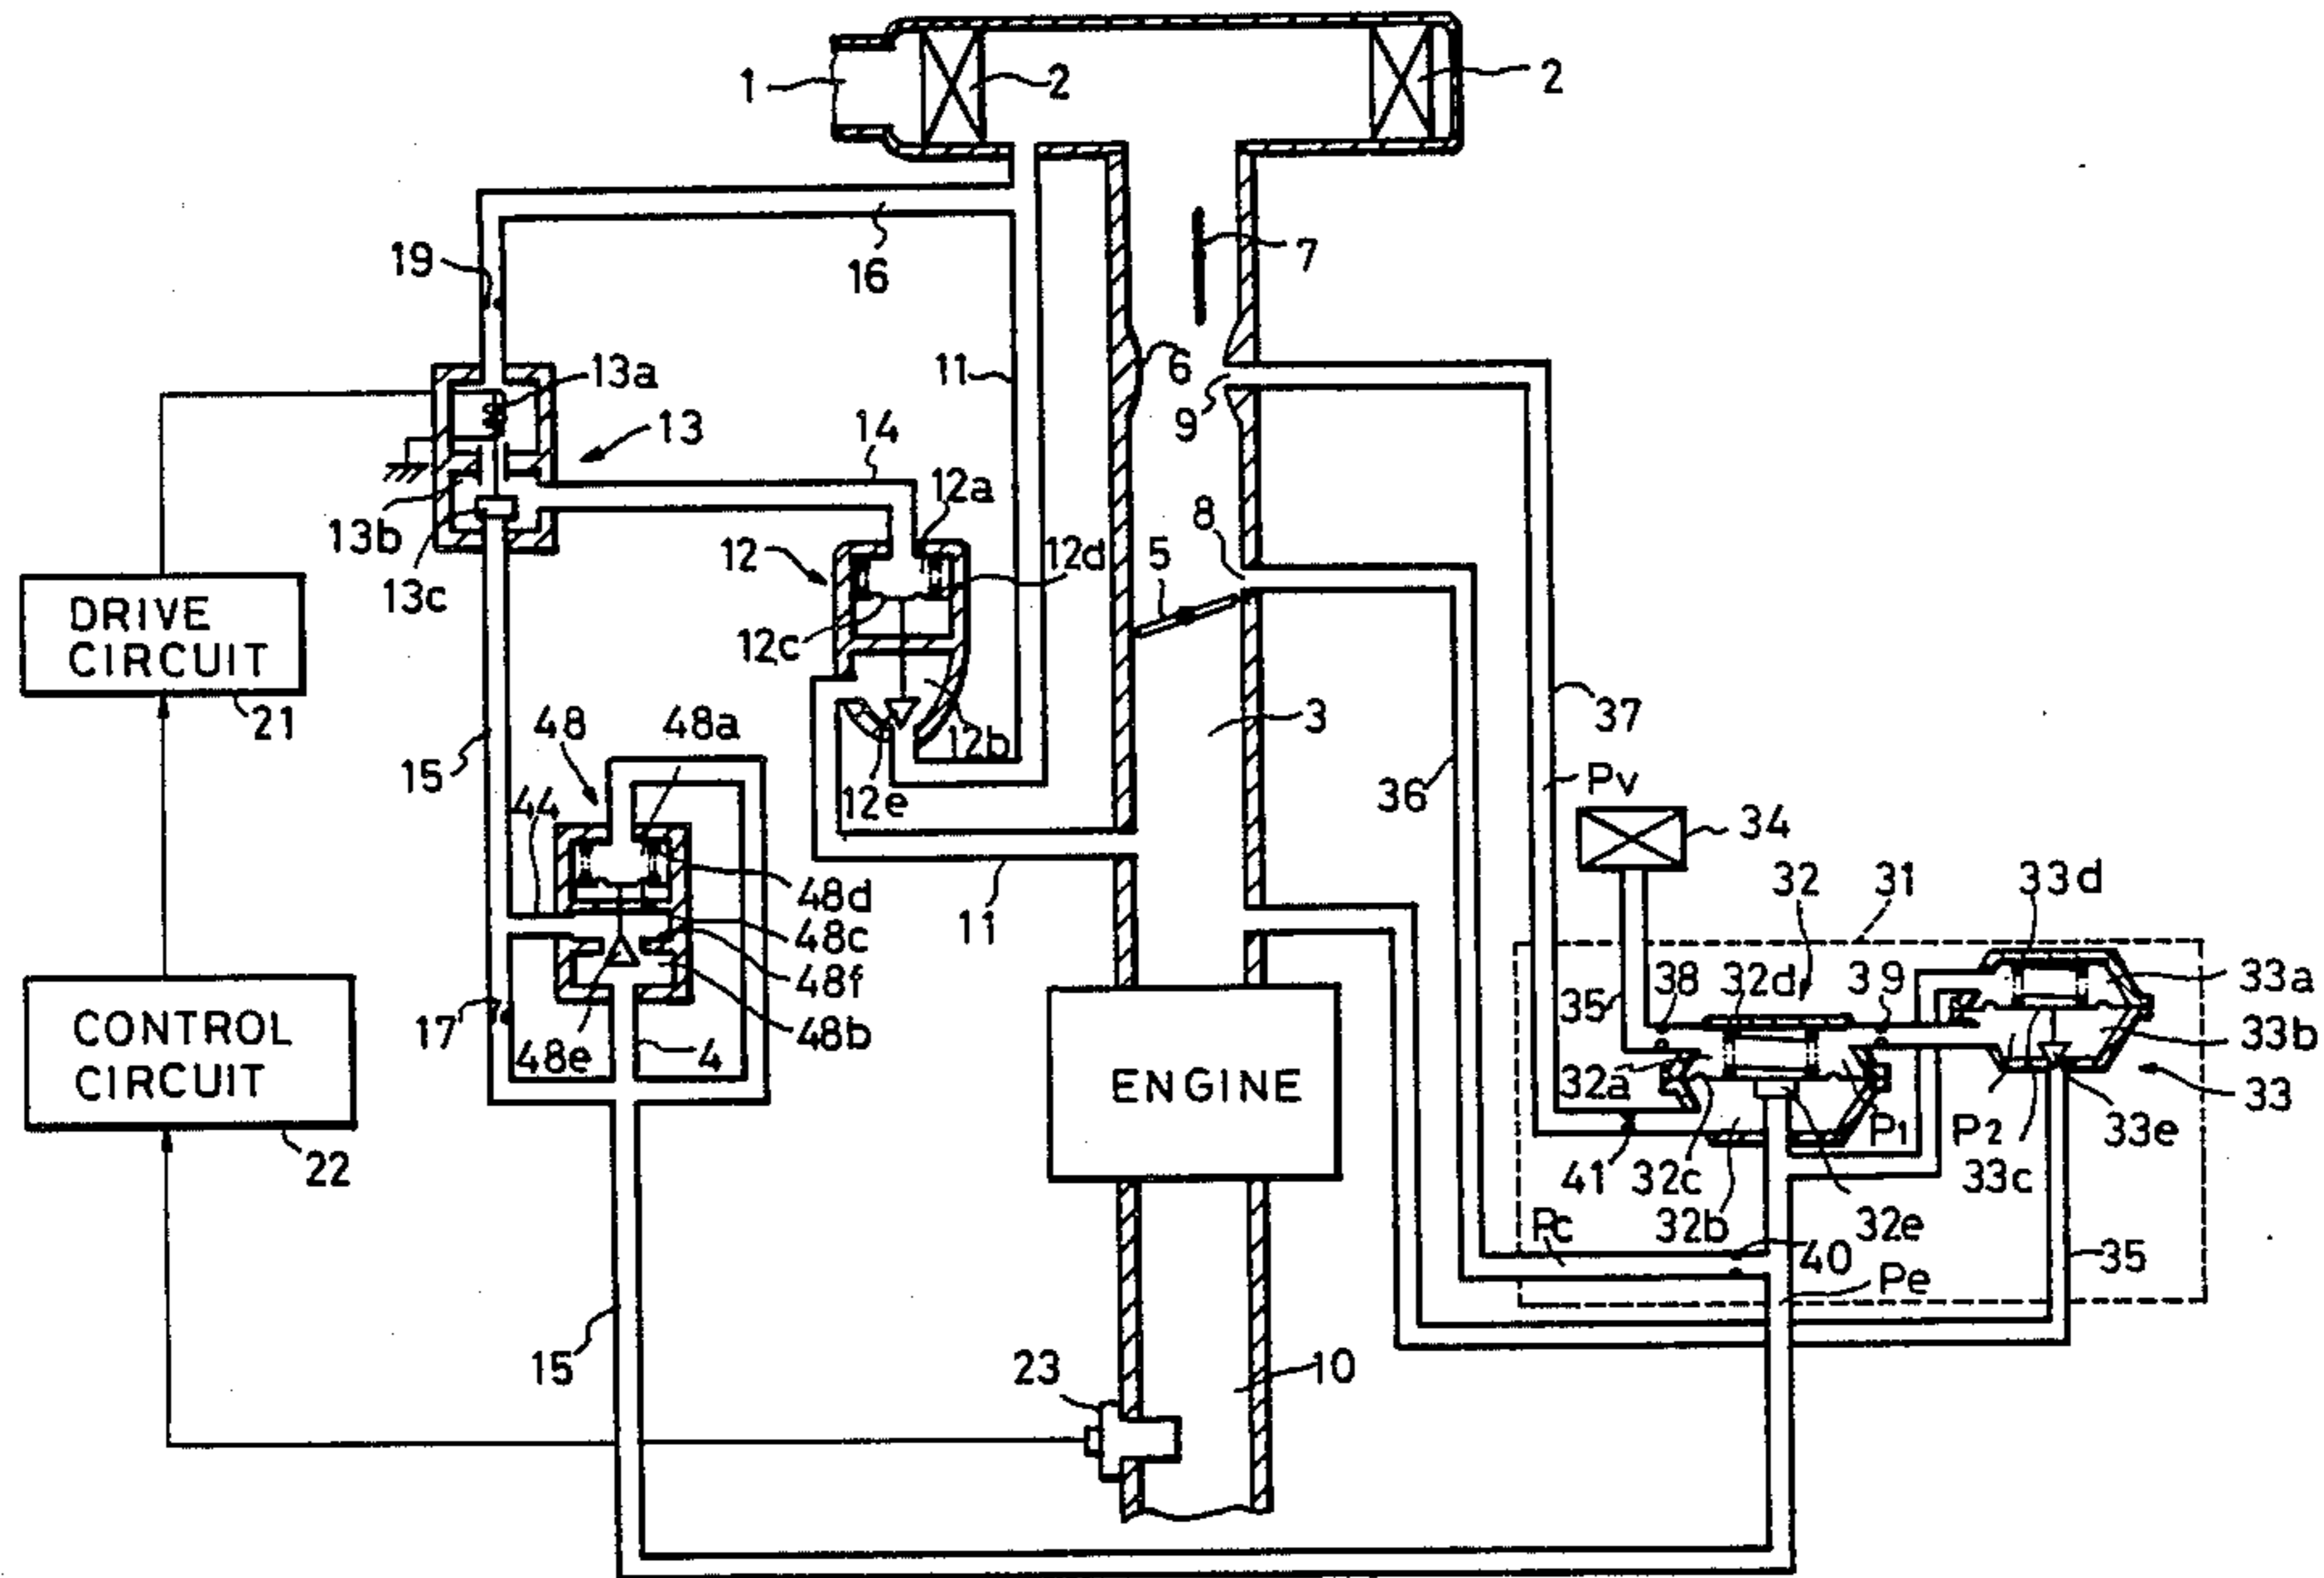 1
2
2
7
19
16
13a
11
6
9
13
14
12a
8
13b
12
12d
5
13c
12c
DRIVE
CIRCUIT
21
48
48a
12b
3
37
15
44
12e
36
Pv
34
48d
32
31
33d
11
48c
35
38
32d
39
33a
48f
CONTROL
CIRCUIT
17
48e
4
48b
ENGINE
32a
33b
33
22
41
32c
P1
P2
33c
33e
Pc
32b
32e
40
Pe
35
15
23
10